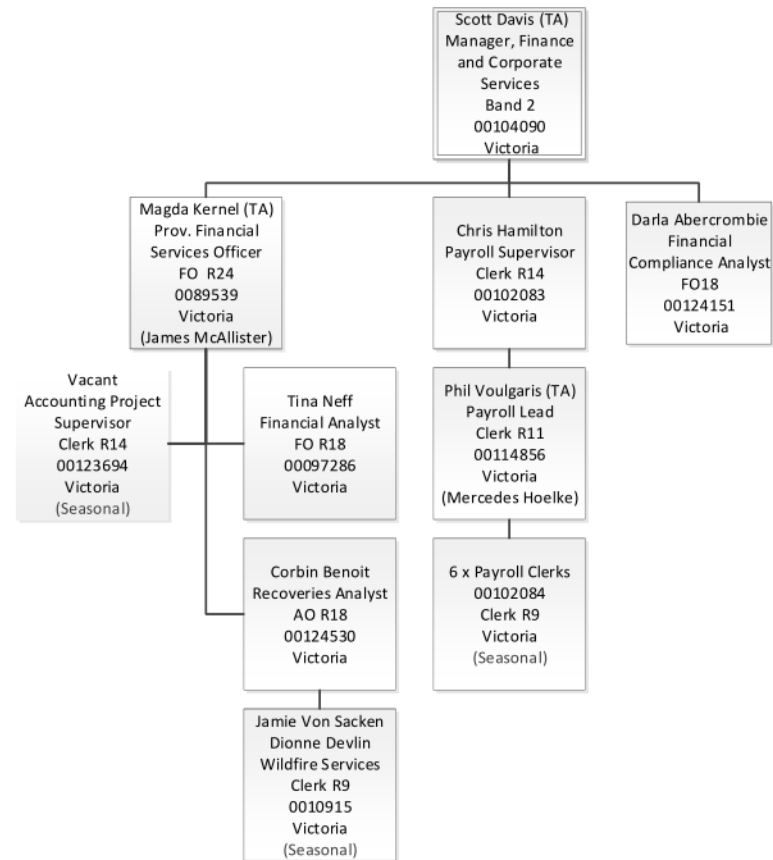 Scott Davis (TA)
Manager, Finance
and Corporate
Services
Band 2
00104090
Victoria
Magda Kernel (TA)
Prov. Financial
Services Officer
FO  R24
0089539
Victoria
(James McAllister)
Chris Hamilton
Payroll Supervisor
Clerk R14
00102083
Victoria
Darla Abercrombie
Financial
Compliance Analyst
FO18
00124151
Victoria
Vacant
Accounting Project
Supervisor
Clerk R14
00123694
Victoria
(Seasonal)
Tina Neff
Financial Analyst
FO R18
00097286
Victoria
Phil Voulgaris (TA)
Payroll Lead
Clerk R11
00114856
Victoria
(Mercedes Hoelke)
Corbin Benoit
Recoveries Analyst
AO R18
00124530
Victoria
6 x Payroll Clerks
00102084
Clerk R9
Victoria
(Seasonal)
Jamie Von Sacken
Dionne Devlin
Wildfire Services
Clerk R9
0010915
Victoria
(Seasonal)